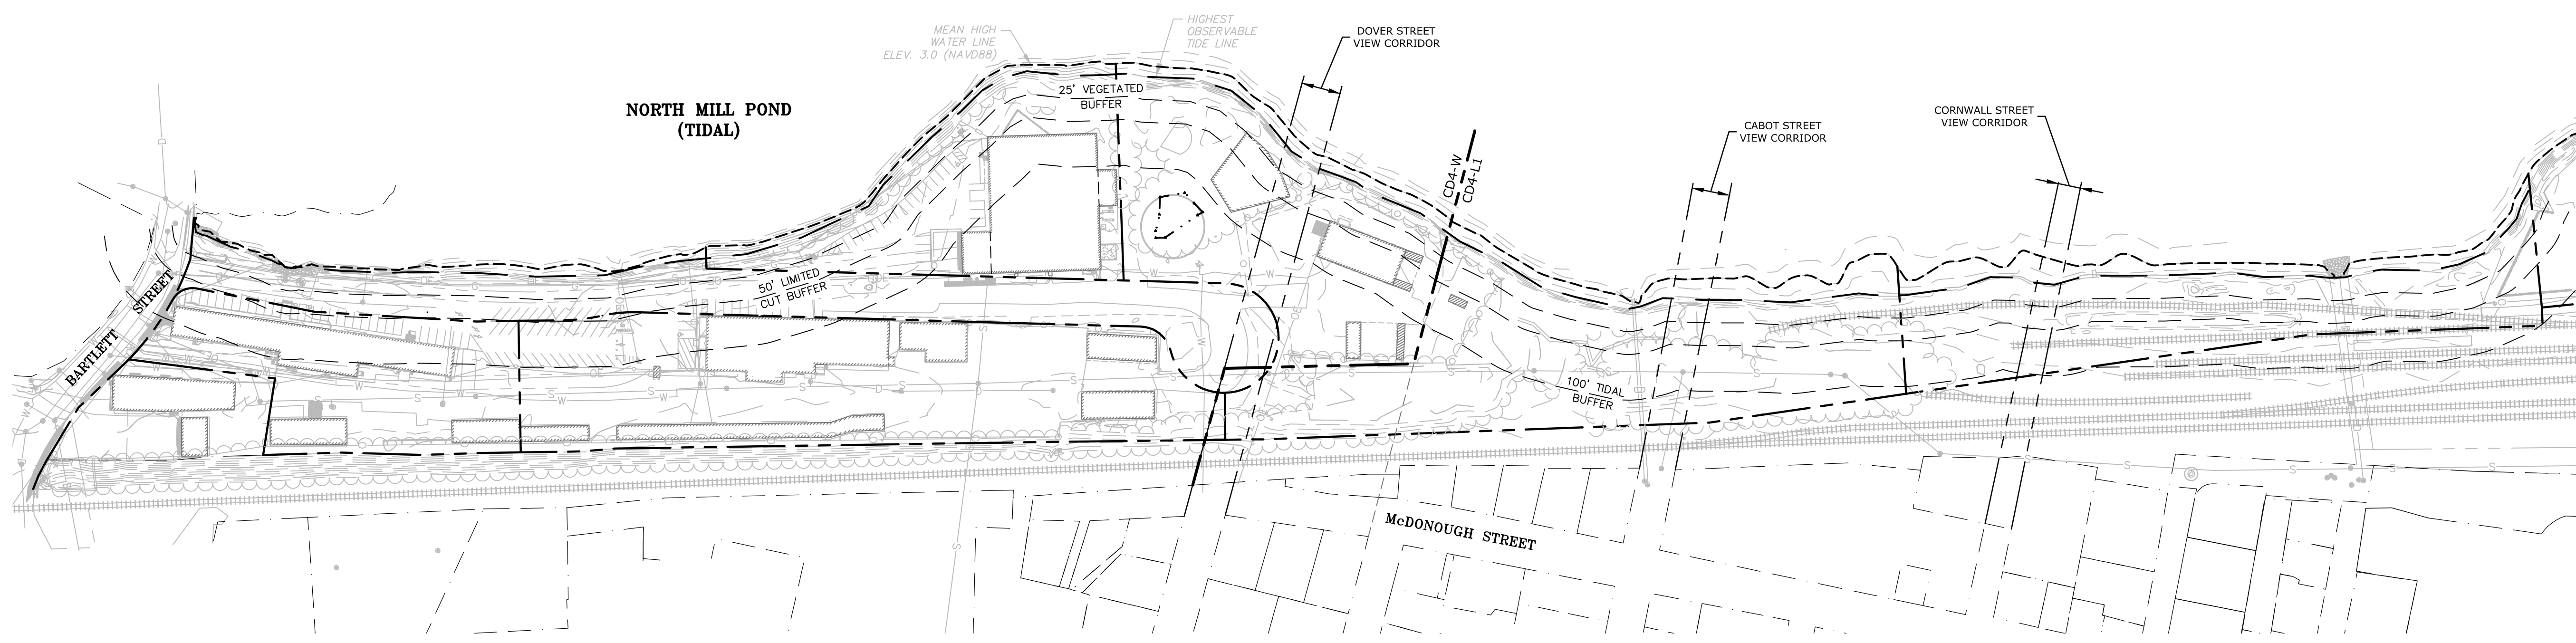 MEAN HIGH
WATER LINE
ELEV. 3.0 (NAVD88)
HIGHEST
OBSERVABLE
TIDE LINE
DOVER STREET
VIEW CORRIDOR
NORTH MILL POND
(TIDAL)
25' VEGETATED
BUFFER
CABOT STREET
VIEW CORRIDOR
CORNWALL STREET
VIEW CORRIDOR
CD4-W
CD4-L1
50' LIMITED
CUT BUFFER
BARTLETT STREET
100' TIDAL
BUFFER
McDONOUGH STREET